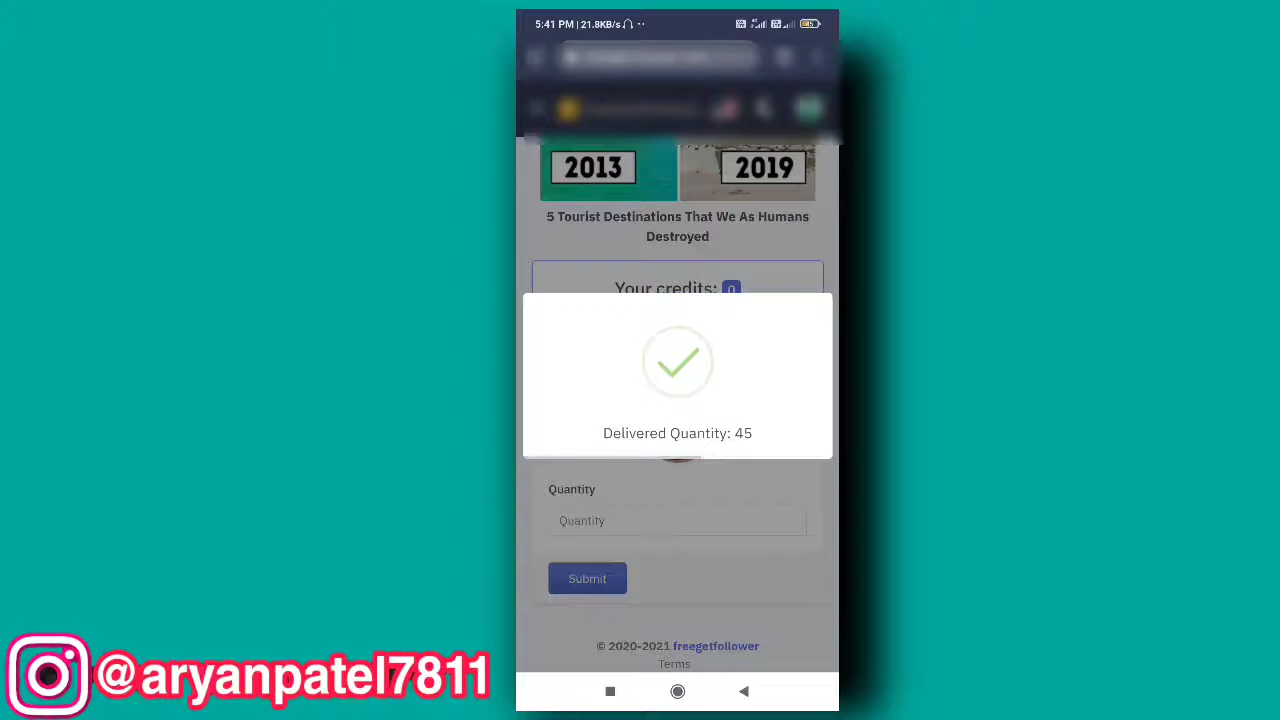 5:41 PM | 21.8KB/s
2013
2019
5 Tourist Destinations That We As Humans
Destroyed
Your credits: 0
Delivered Quantity: 45
Quantity
Quantity
Submit
© 2020-2021 freegetfollower
Terms
@aryanpatel7811